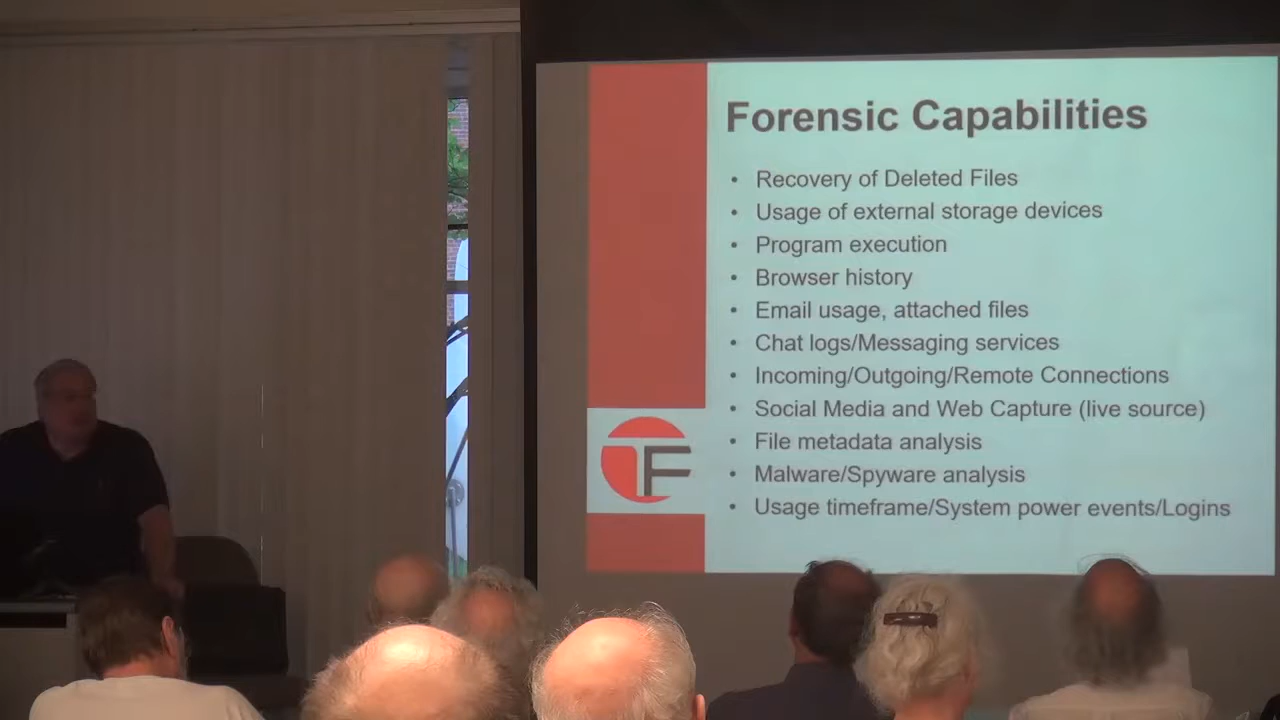 Forensic Capabilities
• Recovery of Deleted Files
• Usage of external storage devices
• Program execution
• Browser history
• Email usage, attached files
• Chat logs/Messaging services
• Incoming/Outgoing/Remote Connections
• Social Media and Web Capture (live source)
• File metadata analysis
• Malware/Spyware analysis
• Usage timeframe/System power events/Logins
TF